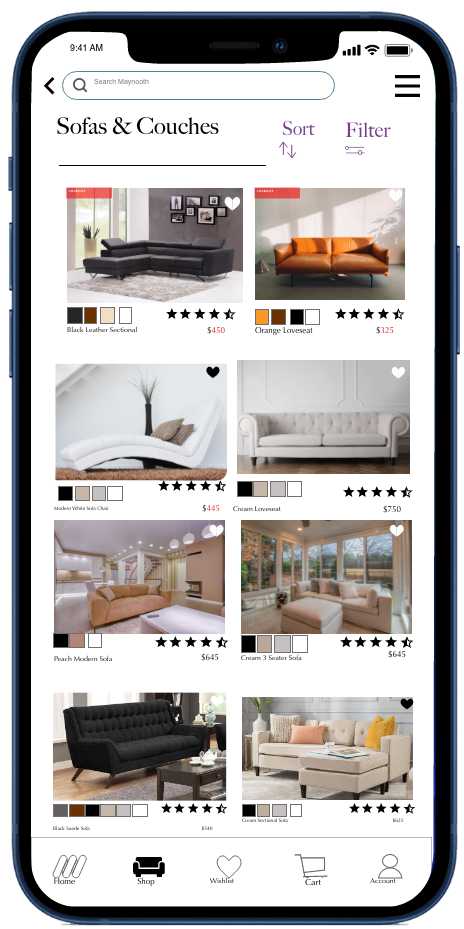 9:41 AM
Search Maynooth
Sofas & Couches
Sort
Filter
Black Leather Sectional
$450
Orange Loveseat
$325
Modern White Sofa Chair
$445
Cream Loveseat
$750
Peach Modern Sofa
$645
Cream 3 Seater Sofa
$645
Black Suede Sofa
$540
Cream Sectional Sofa
$625
Home
Shop
Wishlist
Cart
Account